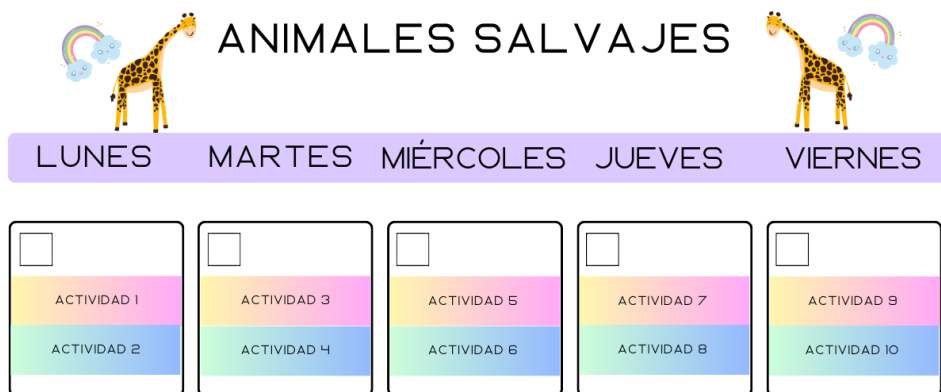 ANIMALES SALVAJES
LUNES MARTES MIÉRCOLES JUEVES VIERNES
ACTIVIDAD 1 ACTIVIDAD 3 ACTIVIDAD 5 ACTIVIDAD 7 ACTIVIDAD 9
ACTIVIDAD 2 ACTIVIDAD 4 ACTIVIDAD 6 ACTIVIDAD 8 ACTIVIDAD 10